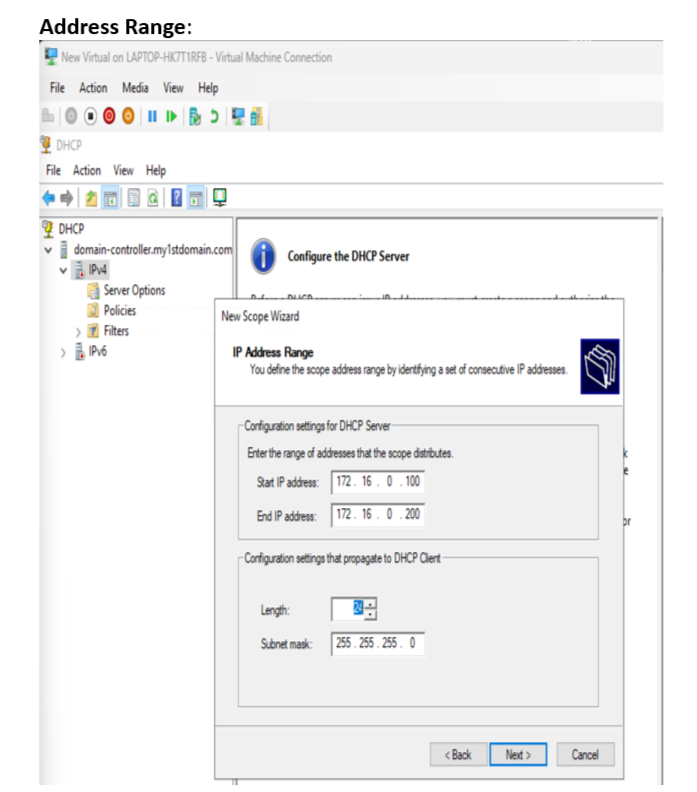 Address Range:
New Virtual on LAPTOP-HK7T1RFB - Virtual Machine Connection
File Action Media View Help
DHCP
File Action View Help
DHCP
domain-controller.my1stdomain.com
IPv4
Server Options
Policies
Filters
IPv6
Configure the DHCP Server
New Scope Wizard
IP Address Range
You define the scope address range by identifying a set of consecutive IP addresses.
Configuration settings for DHCP Server
Enter the range of addresses that the scope distributes.
Start IP address: 172 . 16 . 0 . 100
End IP address: 172 . 16 . 0 . 200
Configuration settings that propagate to DHCP Client
Length: 24
Subnet mask: 255 . 255 . 255 . 0
< Back Next > Cancel